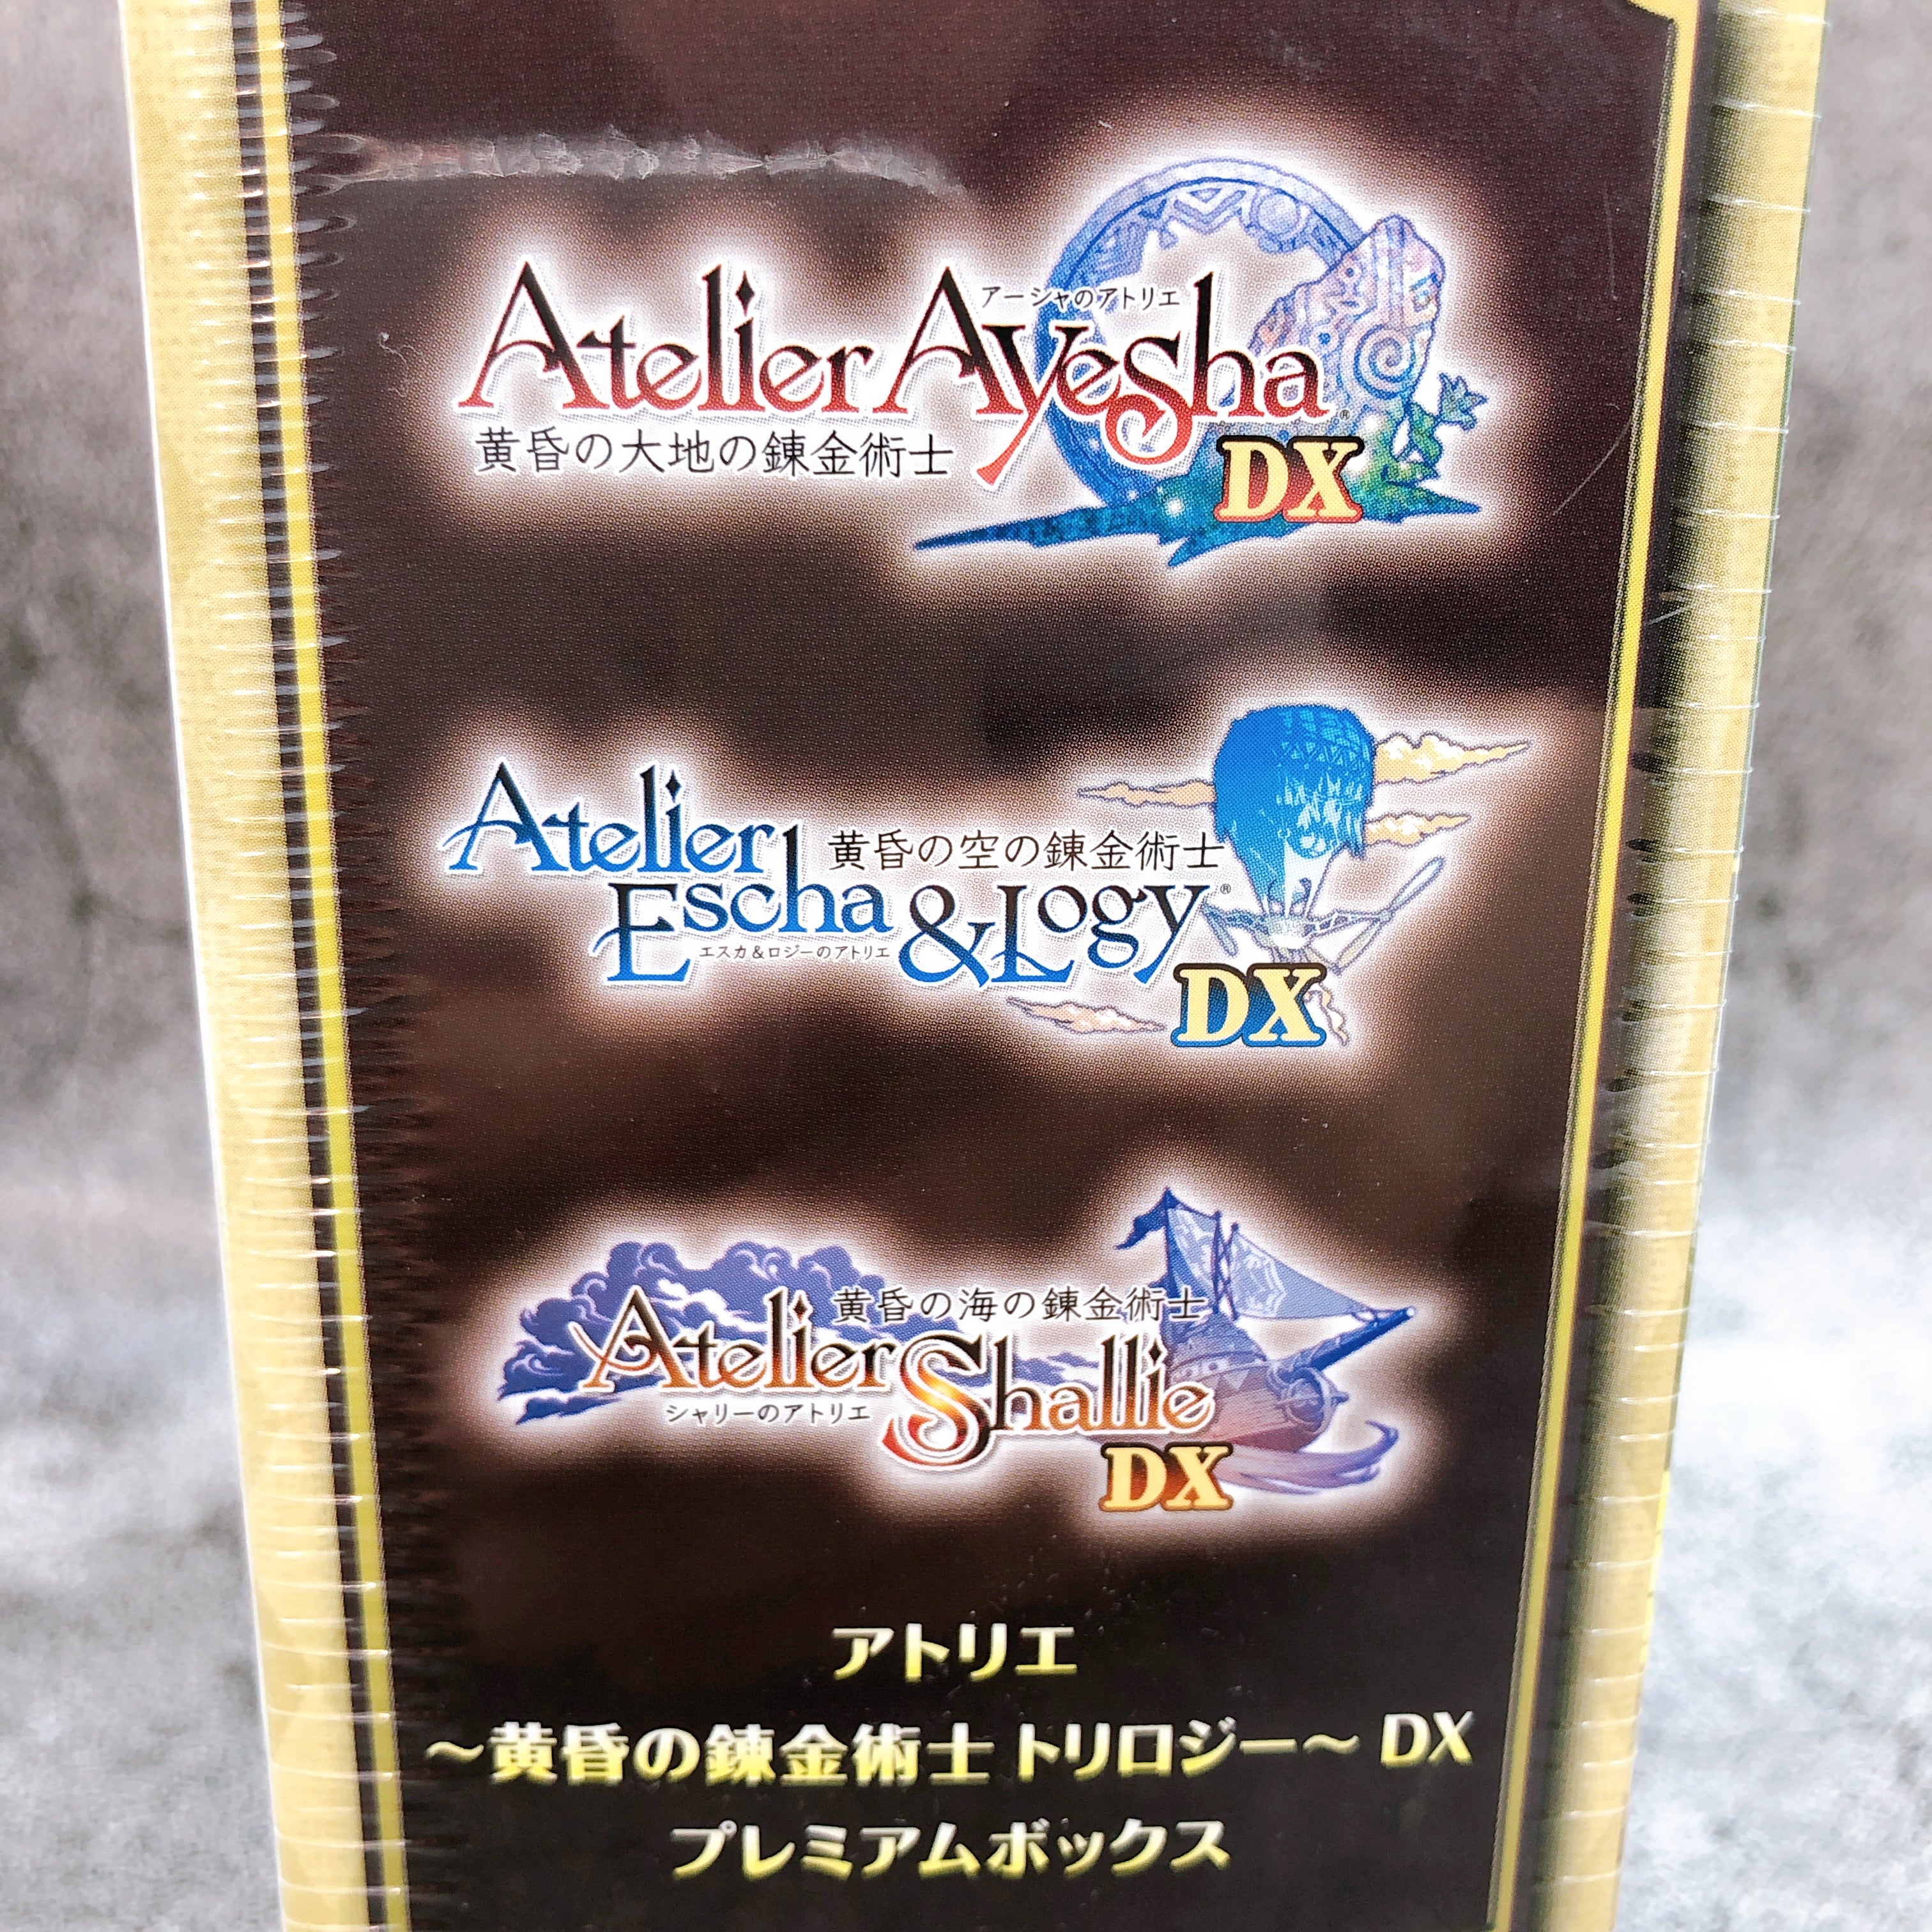 アーシャのアトリエ
Atelier Ayesha®
黄昏の大地の錬金術士
DX
Atelier
黄昏の空の錬金術士
Escha & Logy®
エスカ&ロジーのアトリエ
DX
黄昏の海の錬金術士
Atelier Shallie
シャリーのアトリエ
DX
アトリエ
～黄昏の錬金術士 トリロジー～ DX
プレミアムボックス